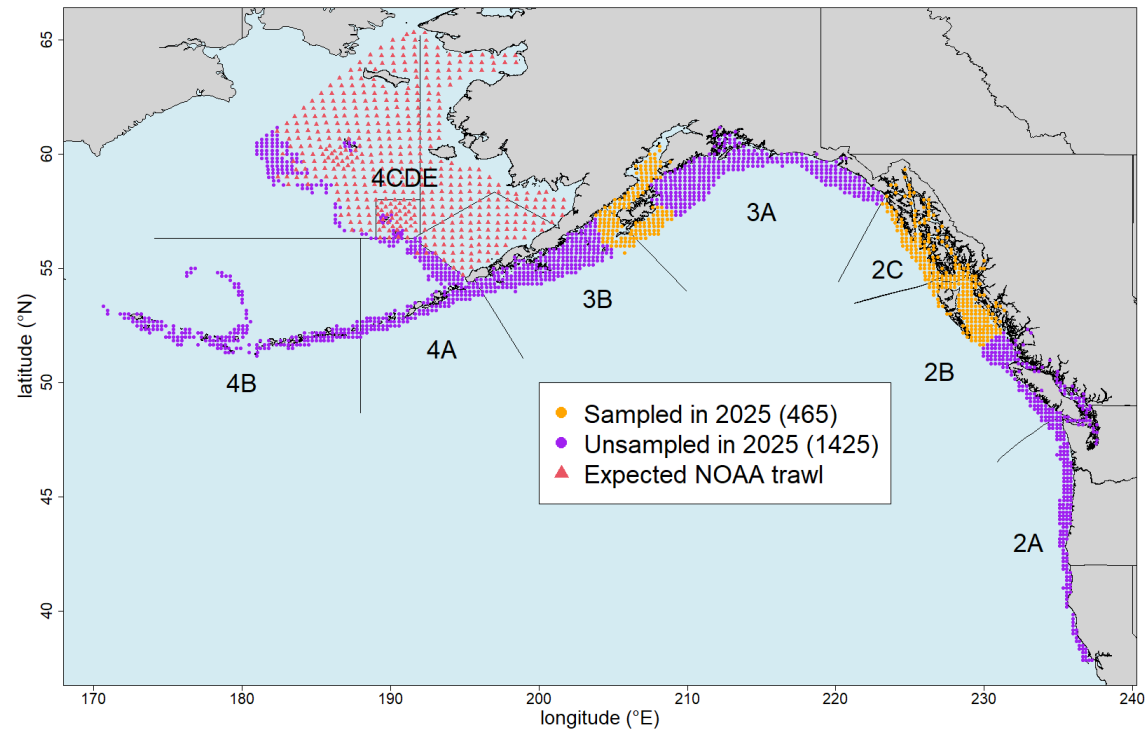 65
60
55
50
45
40
latitude (°N)
4CDE
3A
2C
3B
4A
4B
2B
2A
Sampled in 2025 (465)
Unsampled in 2025 (1425)
Expected NOAA trawl
170
180
190
200
210
220
230
240
longitude (°E)